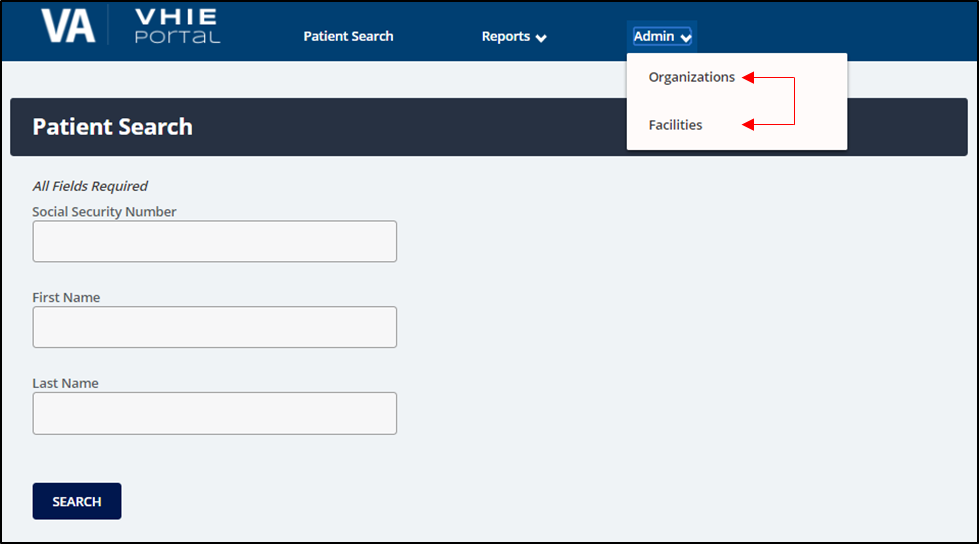 VA VHIE PORTAL Patient Search Reports Admin
Organizations
Facilities
Patient Search
All Fields Required
Social Security Number
First Name
Last Name
SEARCH